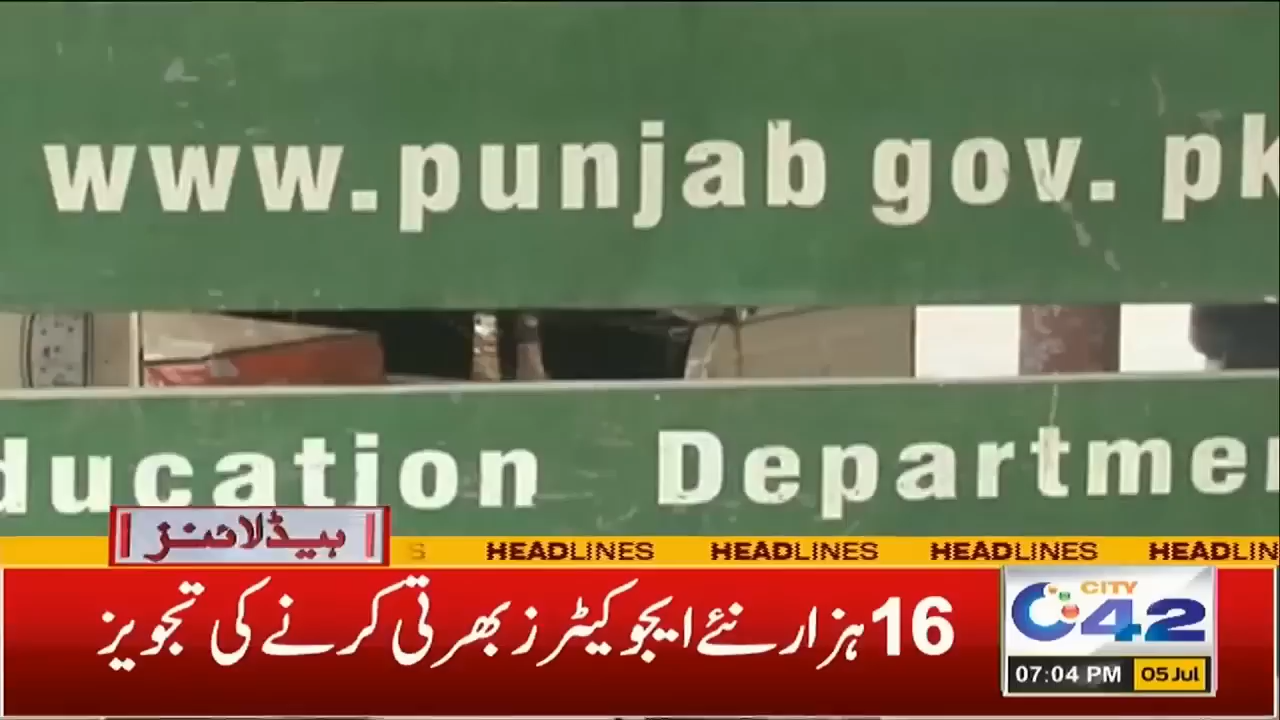 www.punjab gov. pk
ducation Departme
ہیڈلائنز
HEADLINES HEADLINES HEADLINES HEADLIN
16 ہزار نئے ایجوکیٹرز بھرتی کرنے کی تجویز
CITY
42
07:04 PM 05 Jul